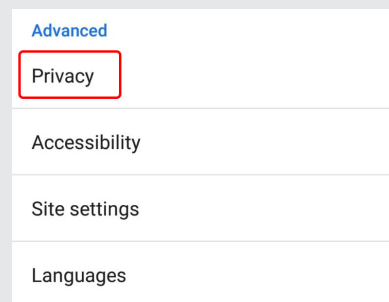 Advanced
Privacy
Accessibility
Site settings
Languages